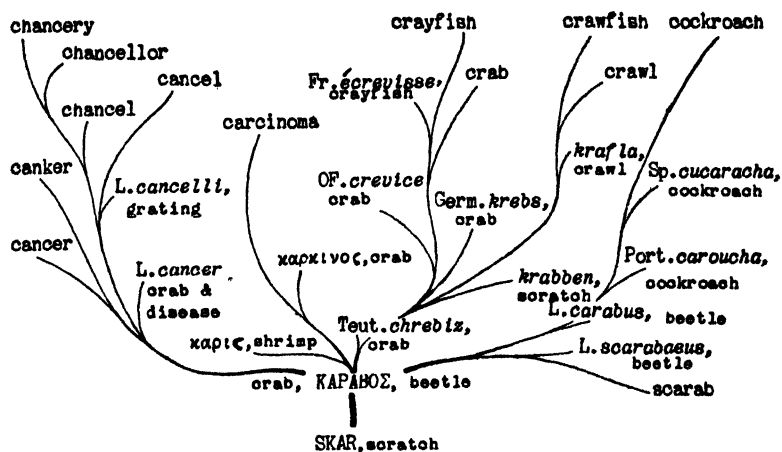 chancery
chancellor
cancel
chancel
canker
L.cancelli,
grating
cancer
L.cancer
crab &
disease
carcinoma
καρκινος, crab
καρις, shrimp
crayfish
Fr.écrevisse,
crayfish
crab
OF.crevice
crab
Germ.krebs,
crab
Teut.chrebiz,
crab
crawfish
crawl
krafla,
crawl
krabben,
scratch
cockroach
Sp.cucaracha,
cockroach
Port.caroucha,
cockroach
L.carabus, beetle
L.scarabaeus,
beetle
scarab
crab, ΚΑΡΑΒΟΣ, beetle
SKAR, scratch